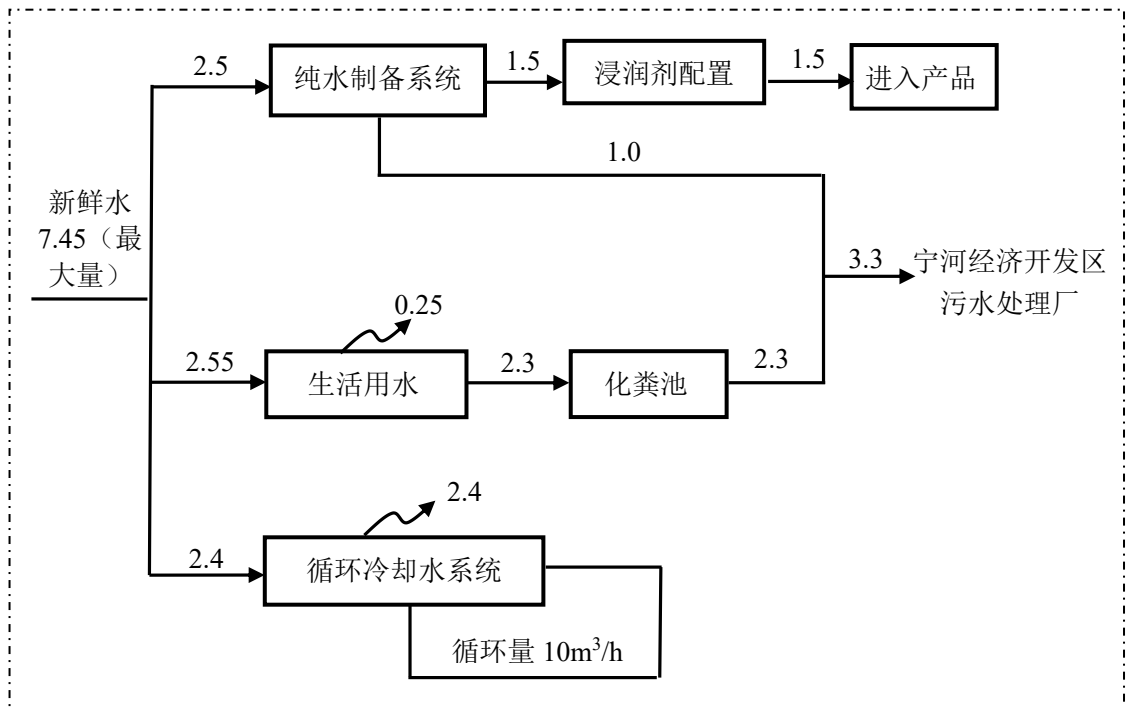 2.5
纯水制备系统
1.5
浸润剂配置
1.5
进入产品
1.0
新鲜水
7.45（最
大量）
3.3
宁河经济开发区
污水处理厂
0.25
2.55
生活用水
2.3
化粪池
2.3
2.4
2.4
循环冷却水系统
循环量 10m³/h